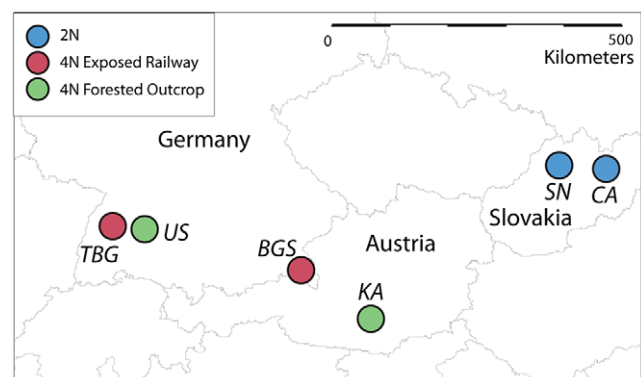 2N
4N Exposed Railway
4N Forested Outcrop
0 500
Kilometers
Germany
SN CA
Slovakia
US
TBG
BGS
Austria
KA